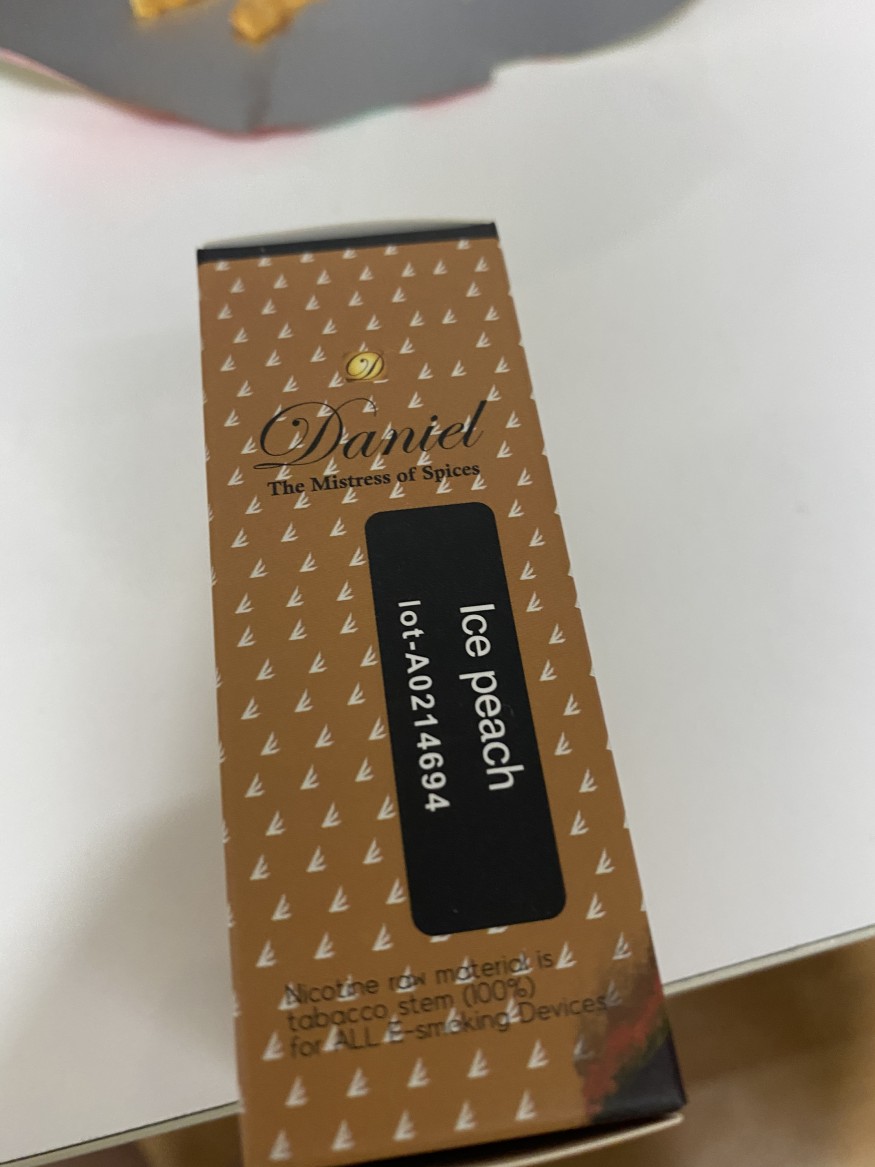 D
Daniel
The Mistress of Spices
Ice peach
lot-A0214694
Nicotine raw material is
tabacco stem (100%)
for ALL E-smoking Devices